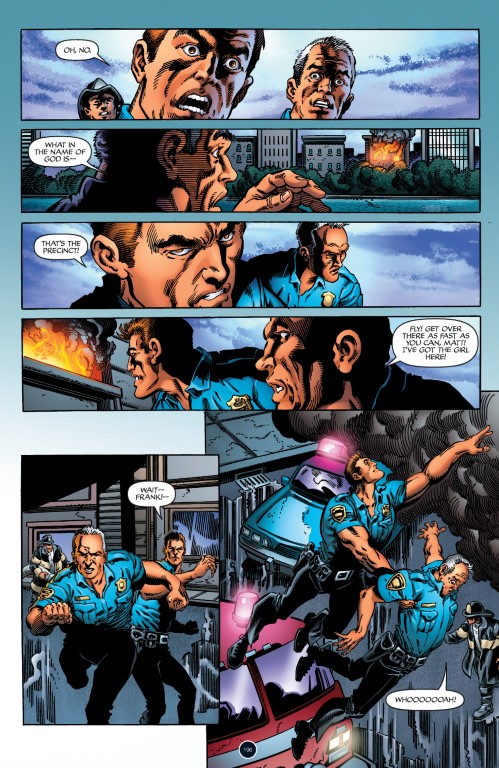 OH, NO.
WHAT IN
THE NAME OF
GOD IS--
THAT'S THE
PRECINCT!
FLY! GET OVER
THERE AS FAST AS
YOU CAN, MATT!
I'VE GOT THE GIRL
HERE!
WAIT--
FRANK!--
WHOOOOOOAH!
136